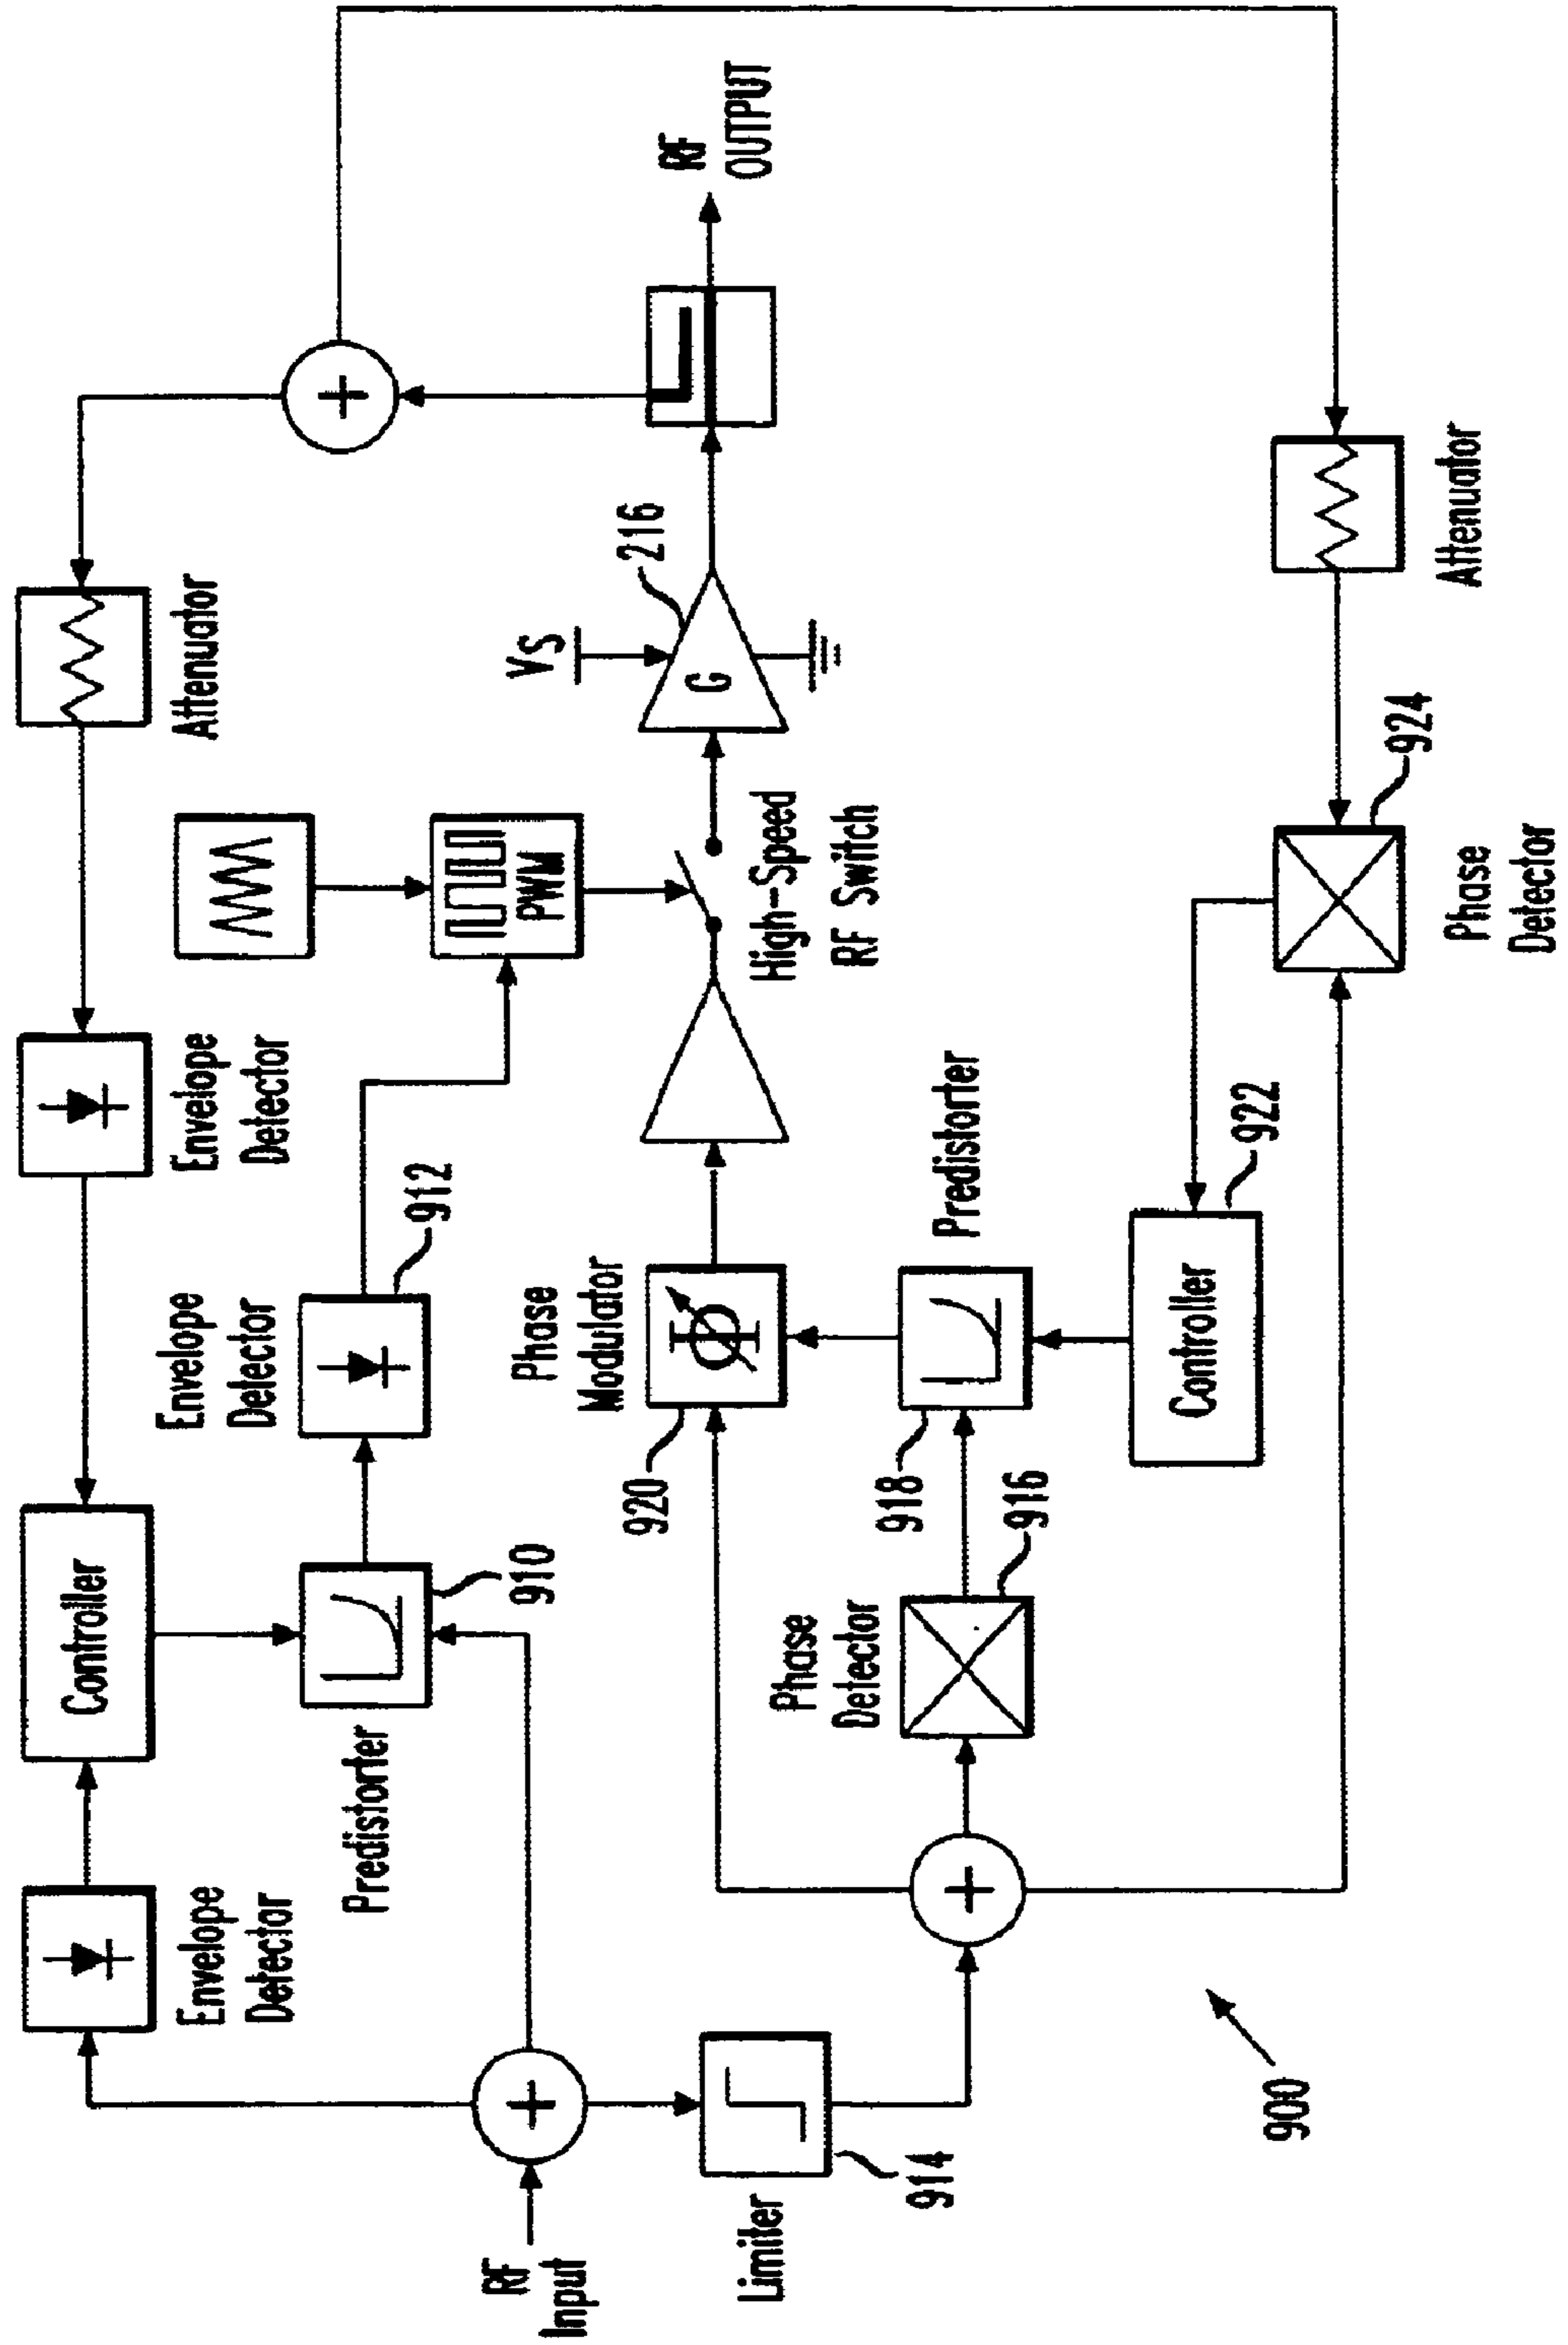 Attenuator
Envelope
Detector
Controller
Envelope
Detector
Envelope
Detector
912
910
Predistorter
PWM
RF
Input
Phase
Modulator
920
High-Speed
RF Switch
VS
G
216
RF
OUTPUT
Limiter
914
Phase
Detector
916
918
Predistorter
Controller
922
Phase
Detector
924
Attenuator
900